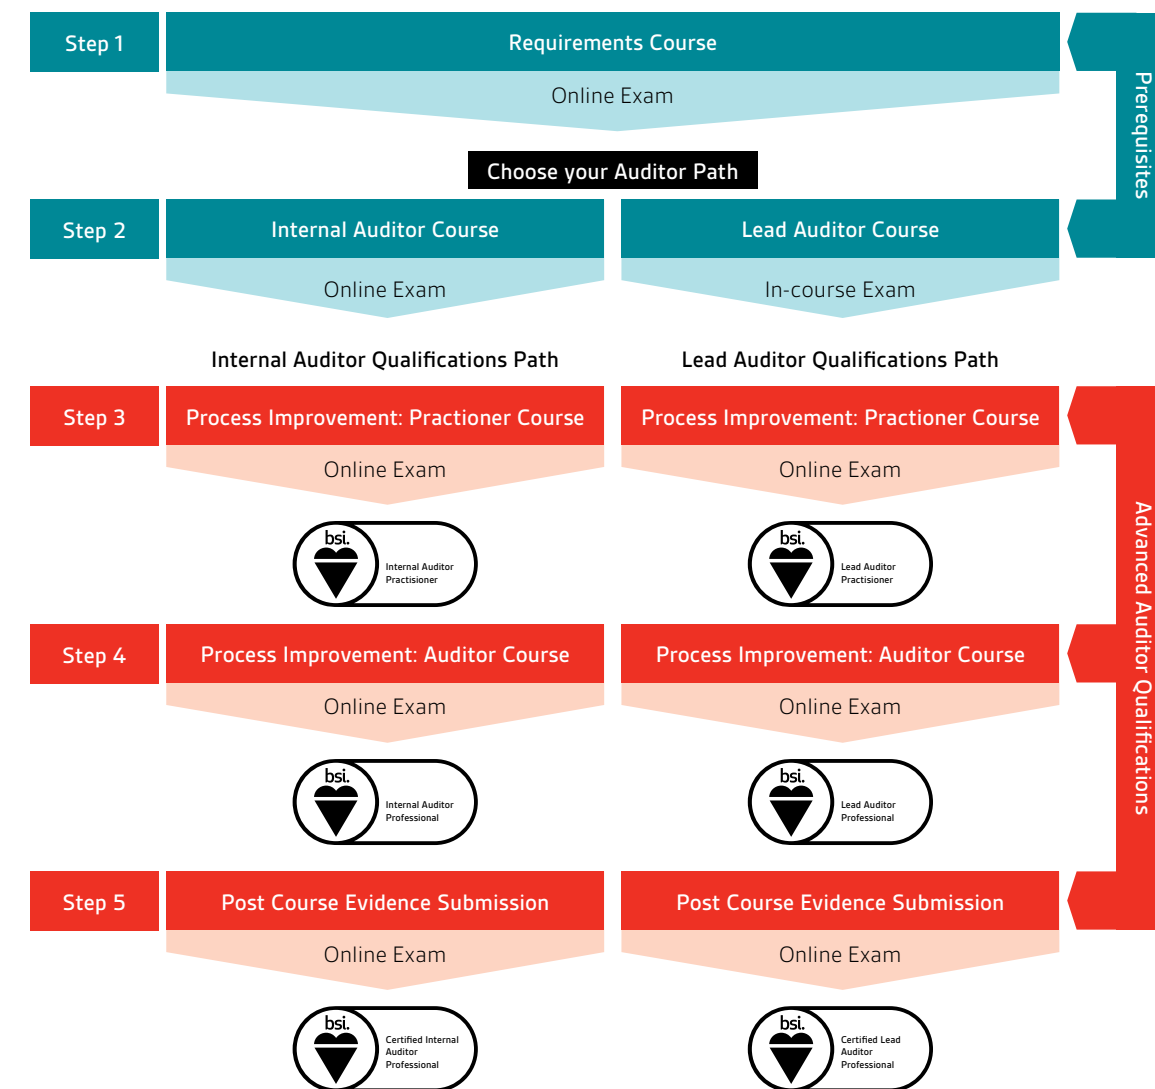 Step 1
Requirements Course
Online Exam
Prerequisites
Choose your Auditor Path
Step 2
Internal Auditor Course
Lead Auditor Course
Online Exam
In-course Exam
Internal Auditor Qualifications Path
Lead Auditor Qualifications Path
Step 3
Process Improvement: Practioner Course
Process Improvement: Practioner Course
Online Exam
Online Exam
bsi.
Internal Auditor
Practisioner
bsi.
Lead Auditor
Practisioner
Advanced Auditor Qualifications
Step 4
Process Improvement: Auditor Course
Process Improvement: Auditor Course
Online Exam
Online Exam
bsi.
Internal Auditor
Professional
bsi.
Lead Auditor
Professional
Step 5
Post Course Evidence Submission
Post Course Evidence Submission
Online Exam
Online Exam
bsi.
Certified Internal
Auditor
Professional
bsi.
Certified Lead
Auditor
Professional